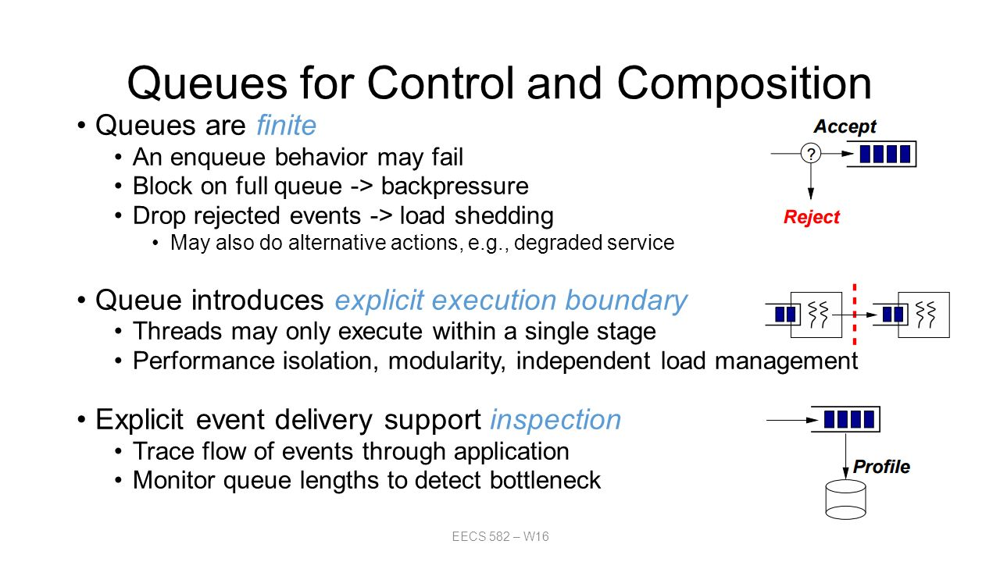 Queues for Control and Composition
• Queues are finite
• An enqueue behavior may fail
• Block on full queue -> backpressure
• Drop rejected events -> load shedding
• May also do alternative actions, e.g., degraded service
Accept
?
Reject
• Queue introduces explicit execution boundary
• Threads may only execute within a single stage
• Performance isolation, modularity, independent load management
• Explicit event delivery support inspection
• Trace flow of events through application
• Monitor queue lengths to detect bottleneck
Profile
EECS 582 – W16